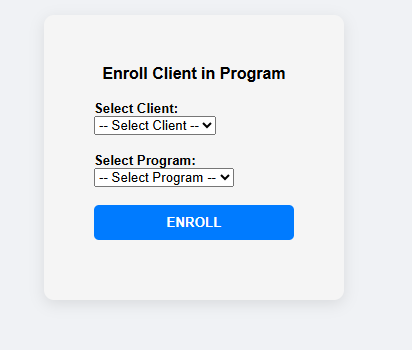 Enroll Client in Program
Select Client:
-- Select Client --
Select Program:
-- Select Program --
ENROLL